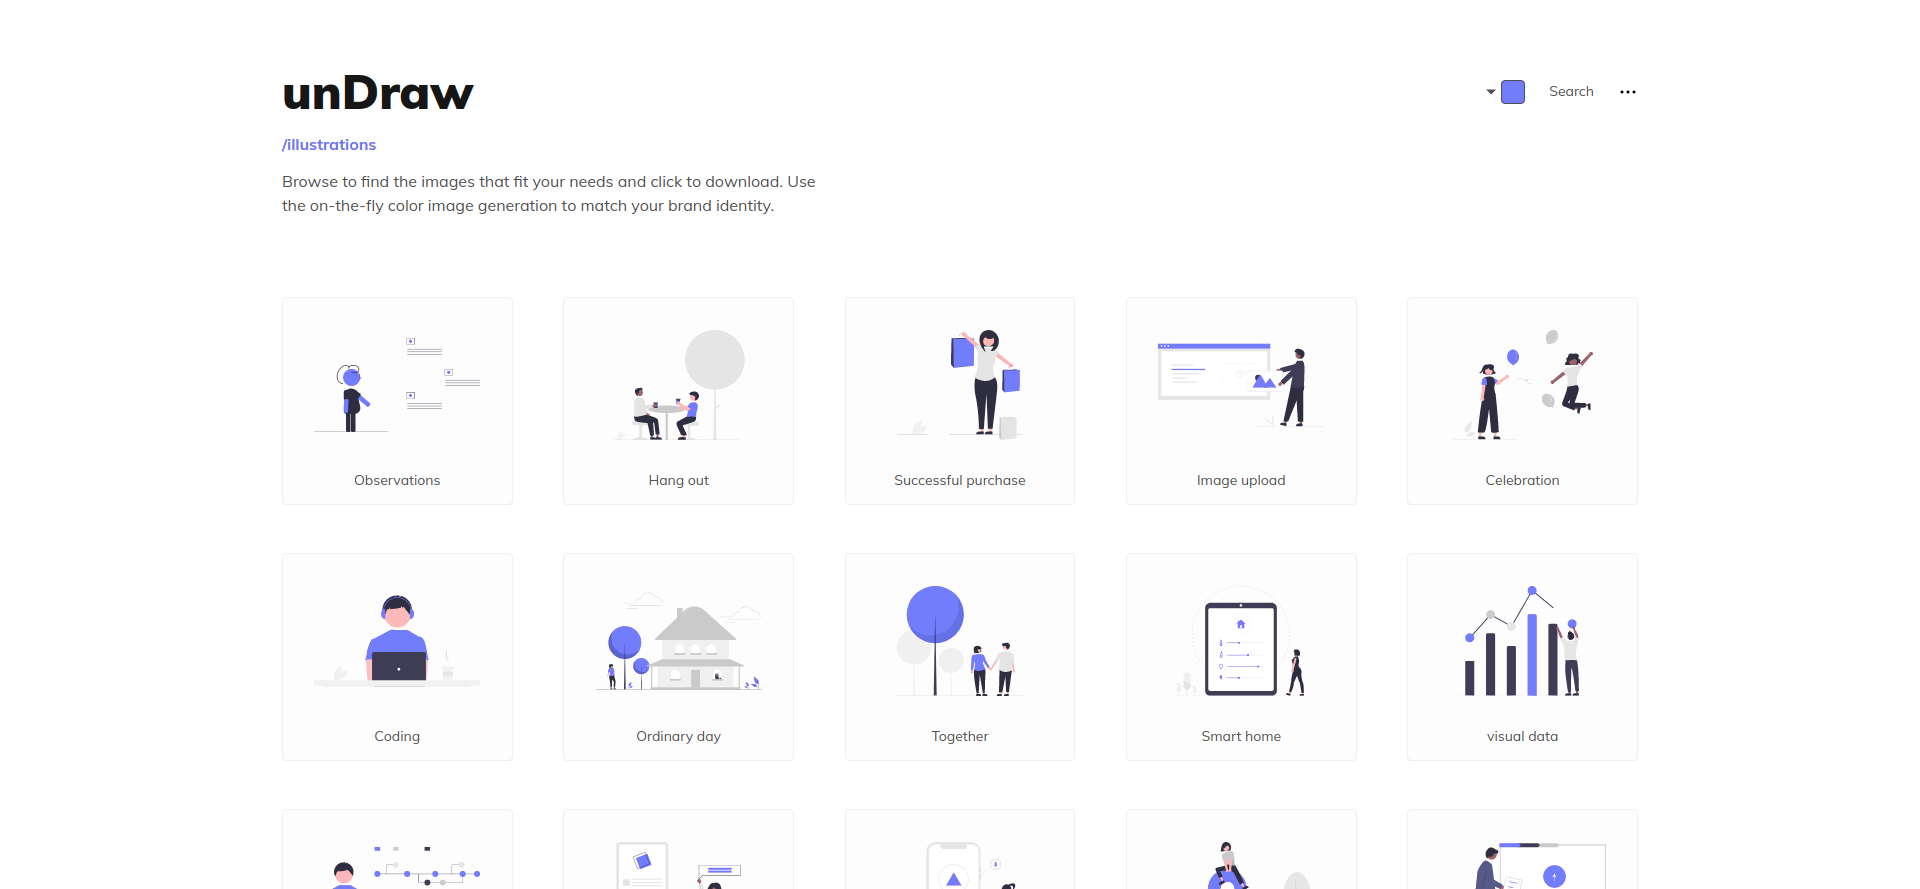 unDraw
Search
/illustrations
Browse to find the images that fit your needs and click to download. Use
the on-the-fly color image generation to match your brand identity.
Observations
Hang out
Successful purchase
Image upload
Celebration
Coding
Ordinary day
Together
Smart home
visual data